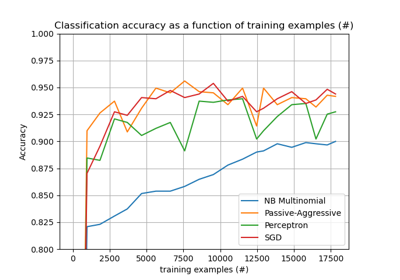 Classification accuracy as a function of training examples (#)
1.000
0.975
0.950
0.925
0.900
0.875
0.850
0.825
0.800
Accuracy
NB Multinomial
Passive-Aggressive
Perceptron
SGD
0 2500 5000 7500 10000 12500 15000 17500
training examples (#)